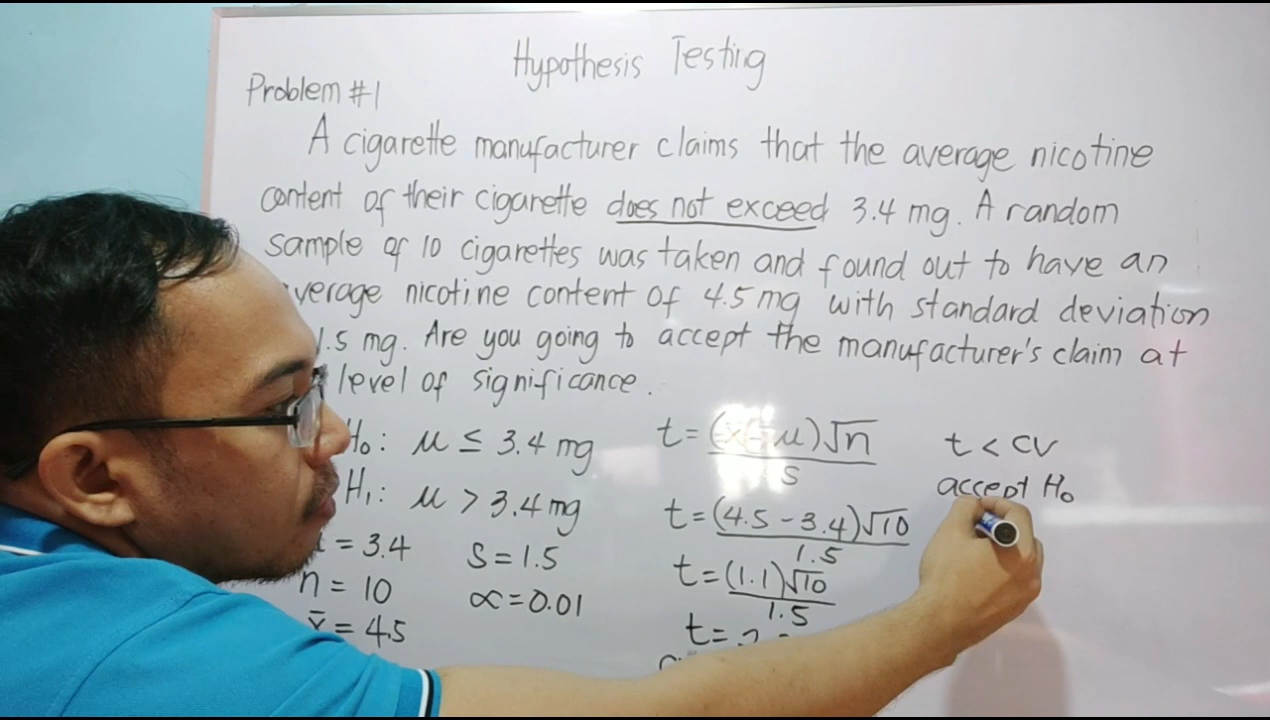 Hypothesis Testing
Problem #1
A cigarette manufacturer claims that the average nicotine
content of their cigarette does not exceed 3.4 mg. A random
sample of 10 cigarettes was taken and found out to have an
verage nicotine content of 4.5 mg with standard deviation
1.5 mg. Are you going to accept the manufacturer's claim at
level of significance.
H₀: μ ≤ 3.4 mg
H₁: μ > 3.4 mg
= 3.4
n = 10
x̄ = 4.5
S = 1.5
α = 0.01
t = (x̄ - μ)√n / s
t = (4.5 - 3.4)√10 / 1.5
t = (1.1)√10 / 1.5
t =
t < CV
accept H₀